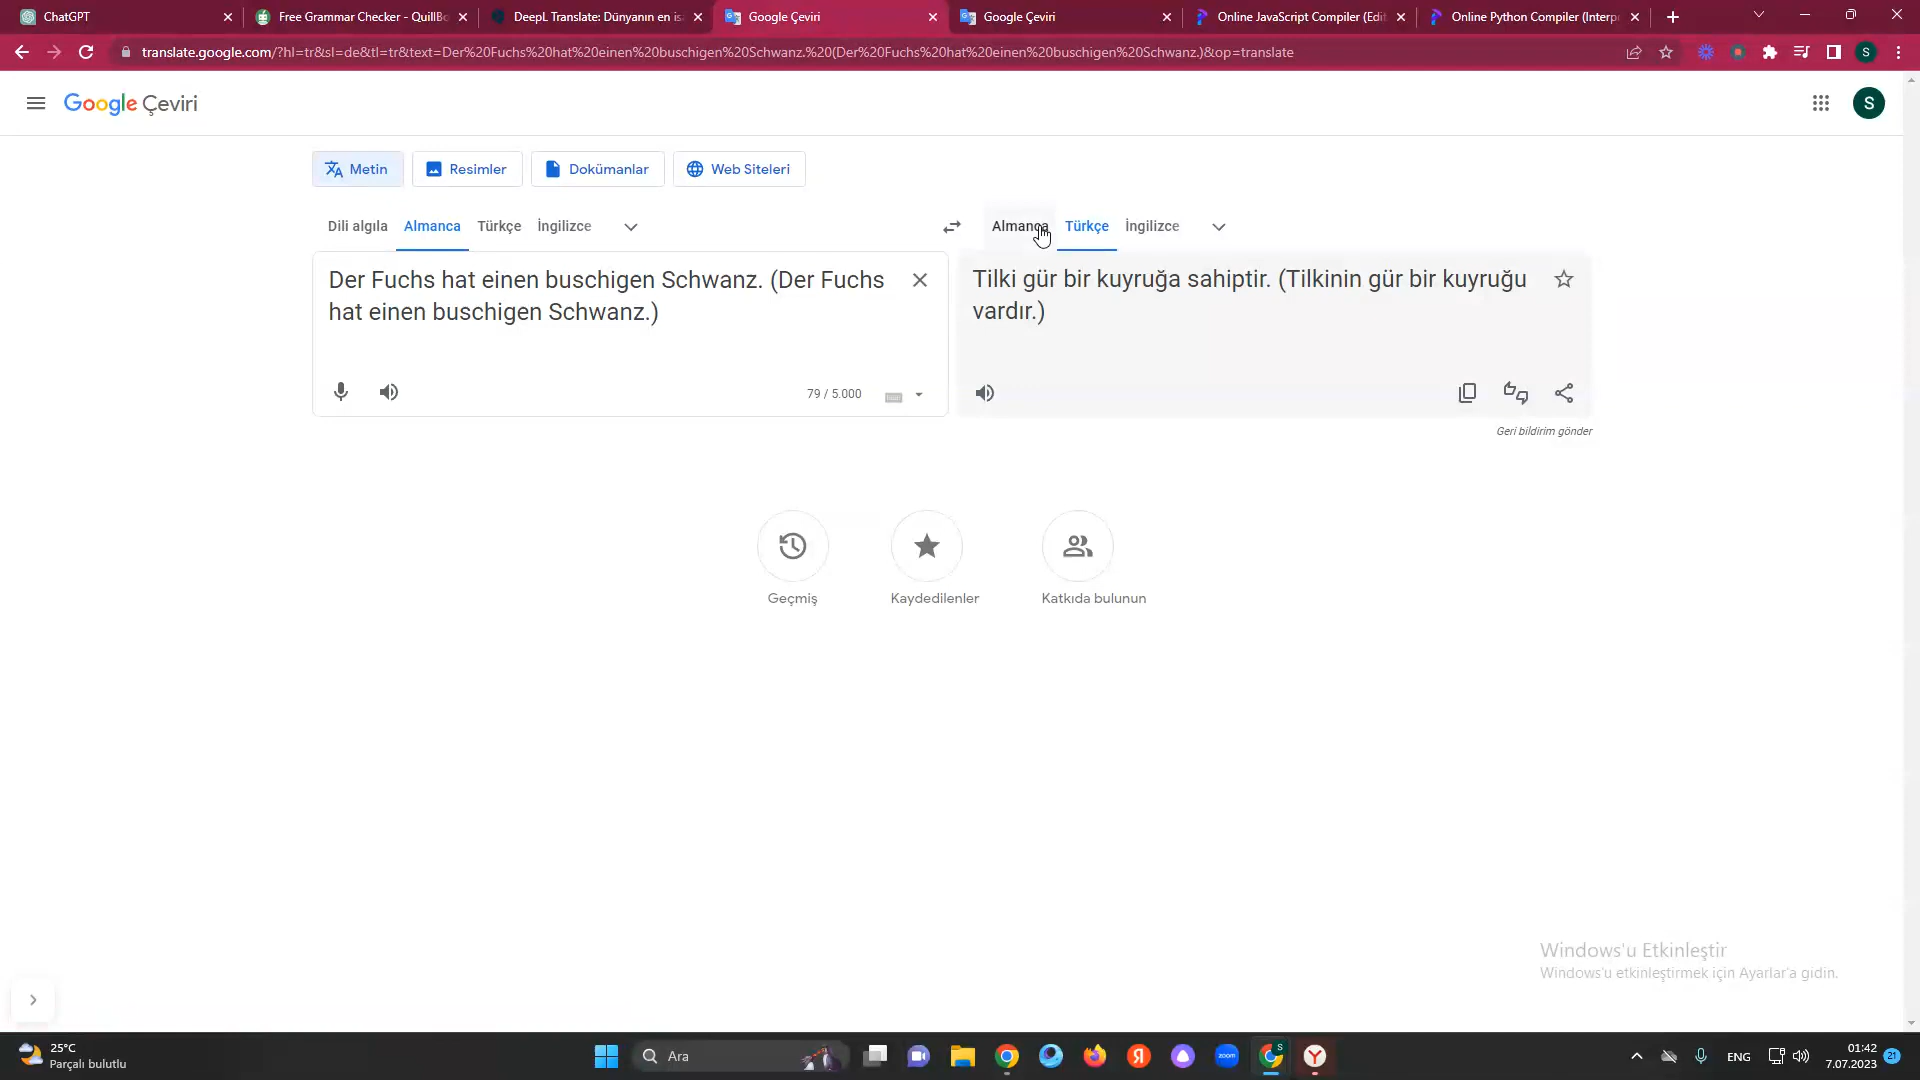 ChatGPT
Free Grammar Checker - QuillBo
DeepL Translate: Dünyanın en is
Google Çeviri
Google Çeviri
Online JavaScript Compiler (Edit
Online Python Compiler (Interp
translate.google.com/?hl=tr&sl=de&tl=tr&text=Der%20Fuchs%20hat%20einen%20buschigen%20Schwanz.%20(Der%20Fuchs%20hat%20einen%20buschigen%20Schwanz.)&op=translate
S
Google Çeviri
S
Metin
Resimler
Dokümanlar
Web Siteleri
Dili algıla
Almanca
Türkçe
İngilizce
Almanca
Türkçe
İngilizce
Der Fuchs hat einen buschigen Schwanz. (Der Fuchs
hat einen buschigen Schwanz.)
79 / 5.000
Tilki gür bir kuyruğa sahiptir. (Tilkinin gür bir kuyruğu
vardır.)
Geri bildirim gönder
Geçmiş
Kaydedilenler
Katkıda bulunun
Windows'u Etkinleştir
Windows'u etkinleştirmek için Ayarlar'a gidin.
25°C
Parçalı bulutlu
Ara
zoom
S
ENG
01:42
7.07.2023
21